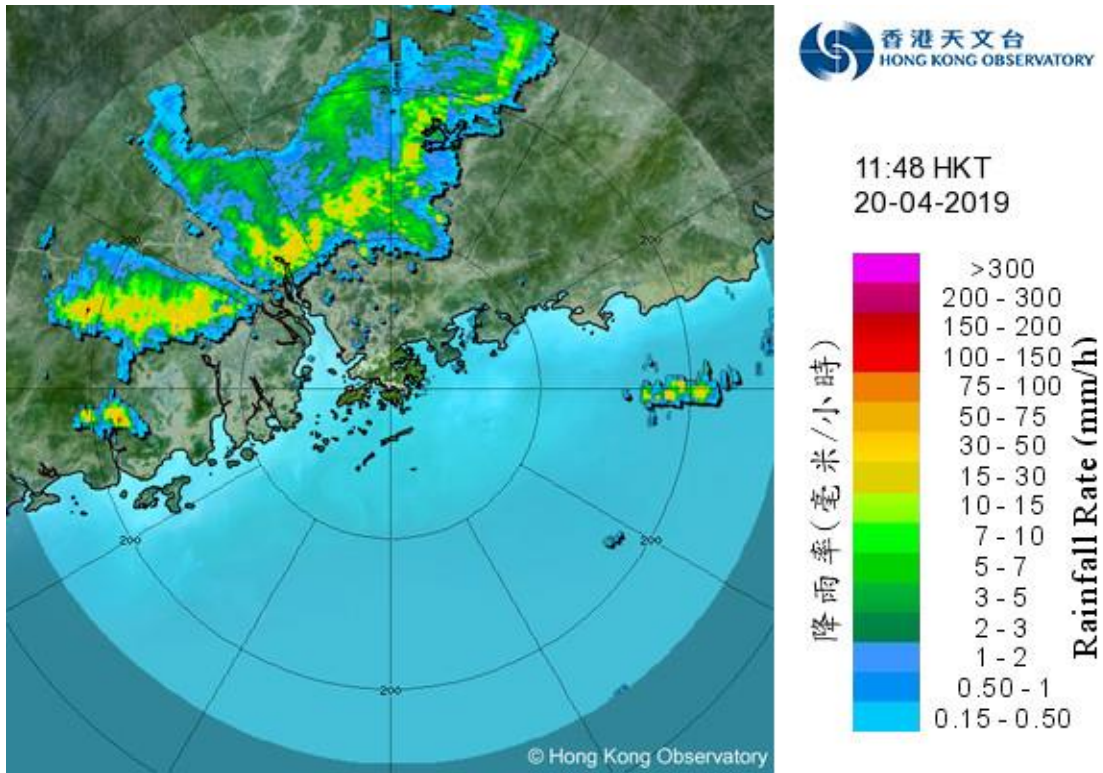 香港天文台
HONG KONG OBSERVATORY
11:48 HKT
20-04-2019
>300
200 - 300
150 - 200
100 - 150
75 - 100
50 - 75
30 - 50
15 - 30
10 - 15
7 - 10
5 - 7
3 - 5
2 - 3
1 - 2
0.50 - 1
0.15 - 0.50
降雨率(毫米/小時)
Rainfall Rate (mm/h)
200
200
200
200
200
200
© Hong Kong Observatory